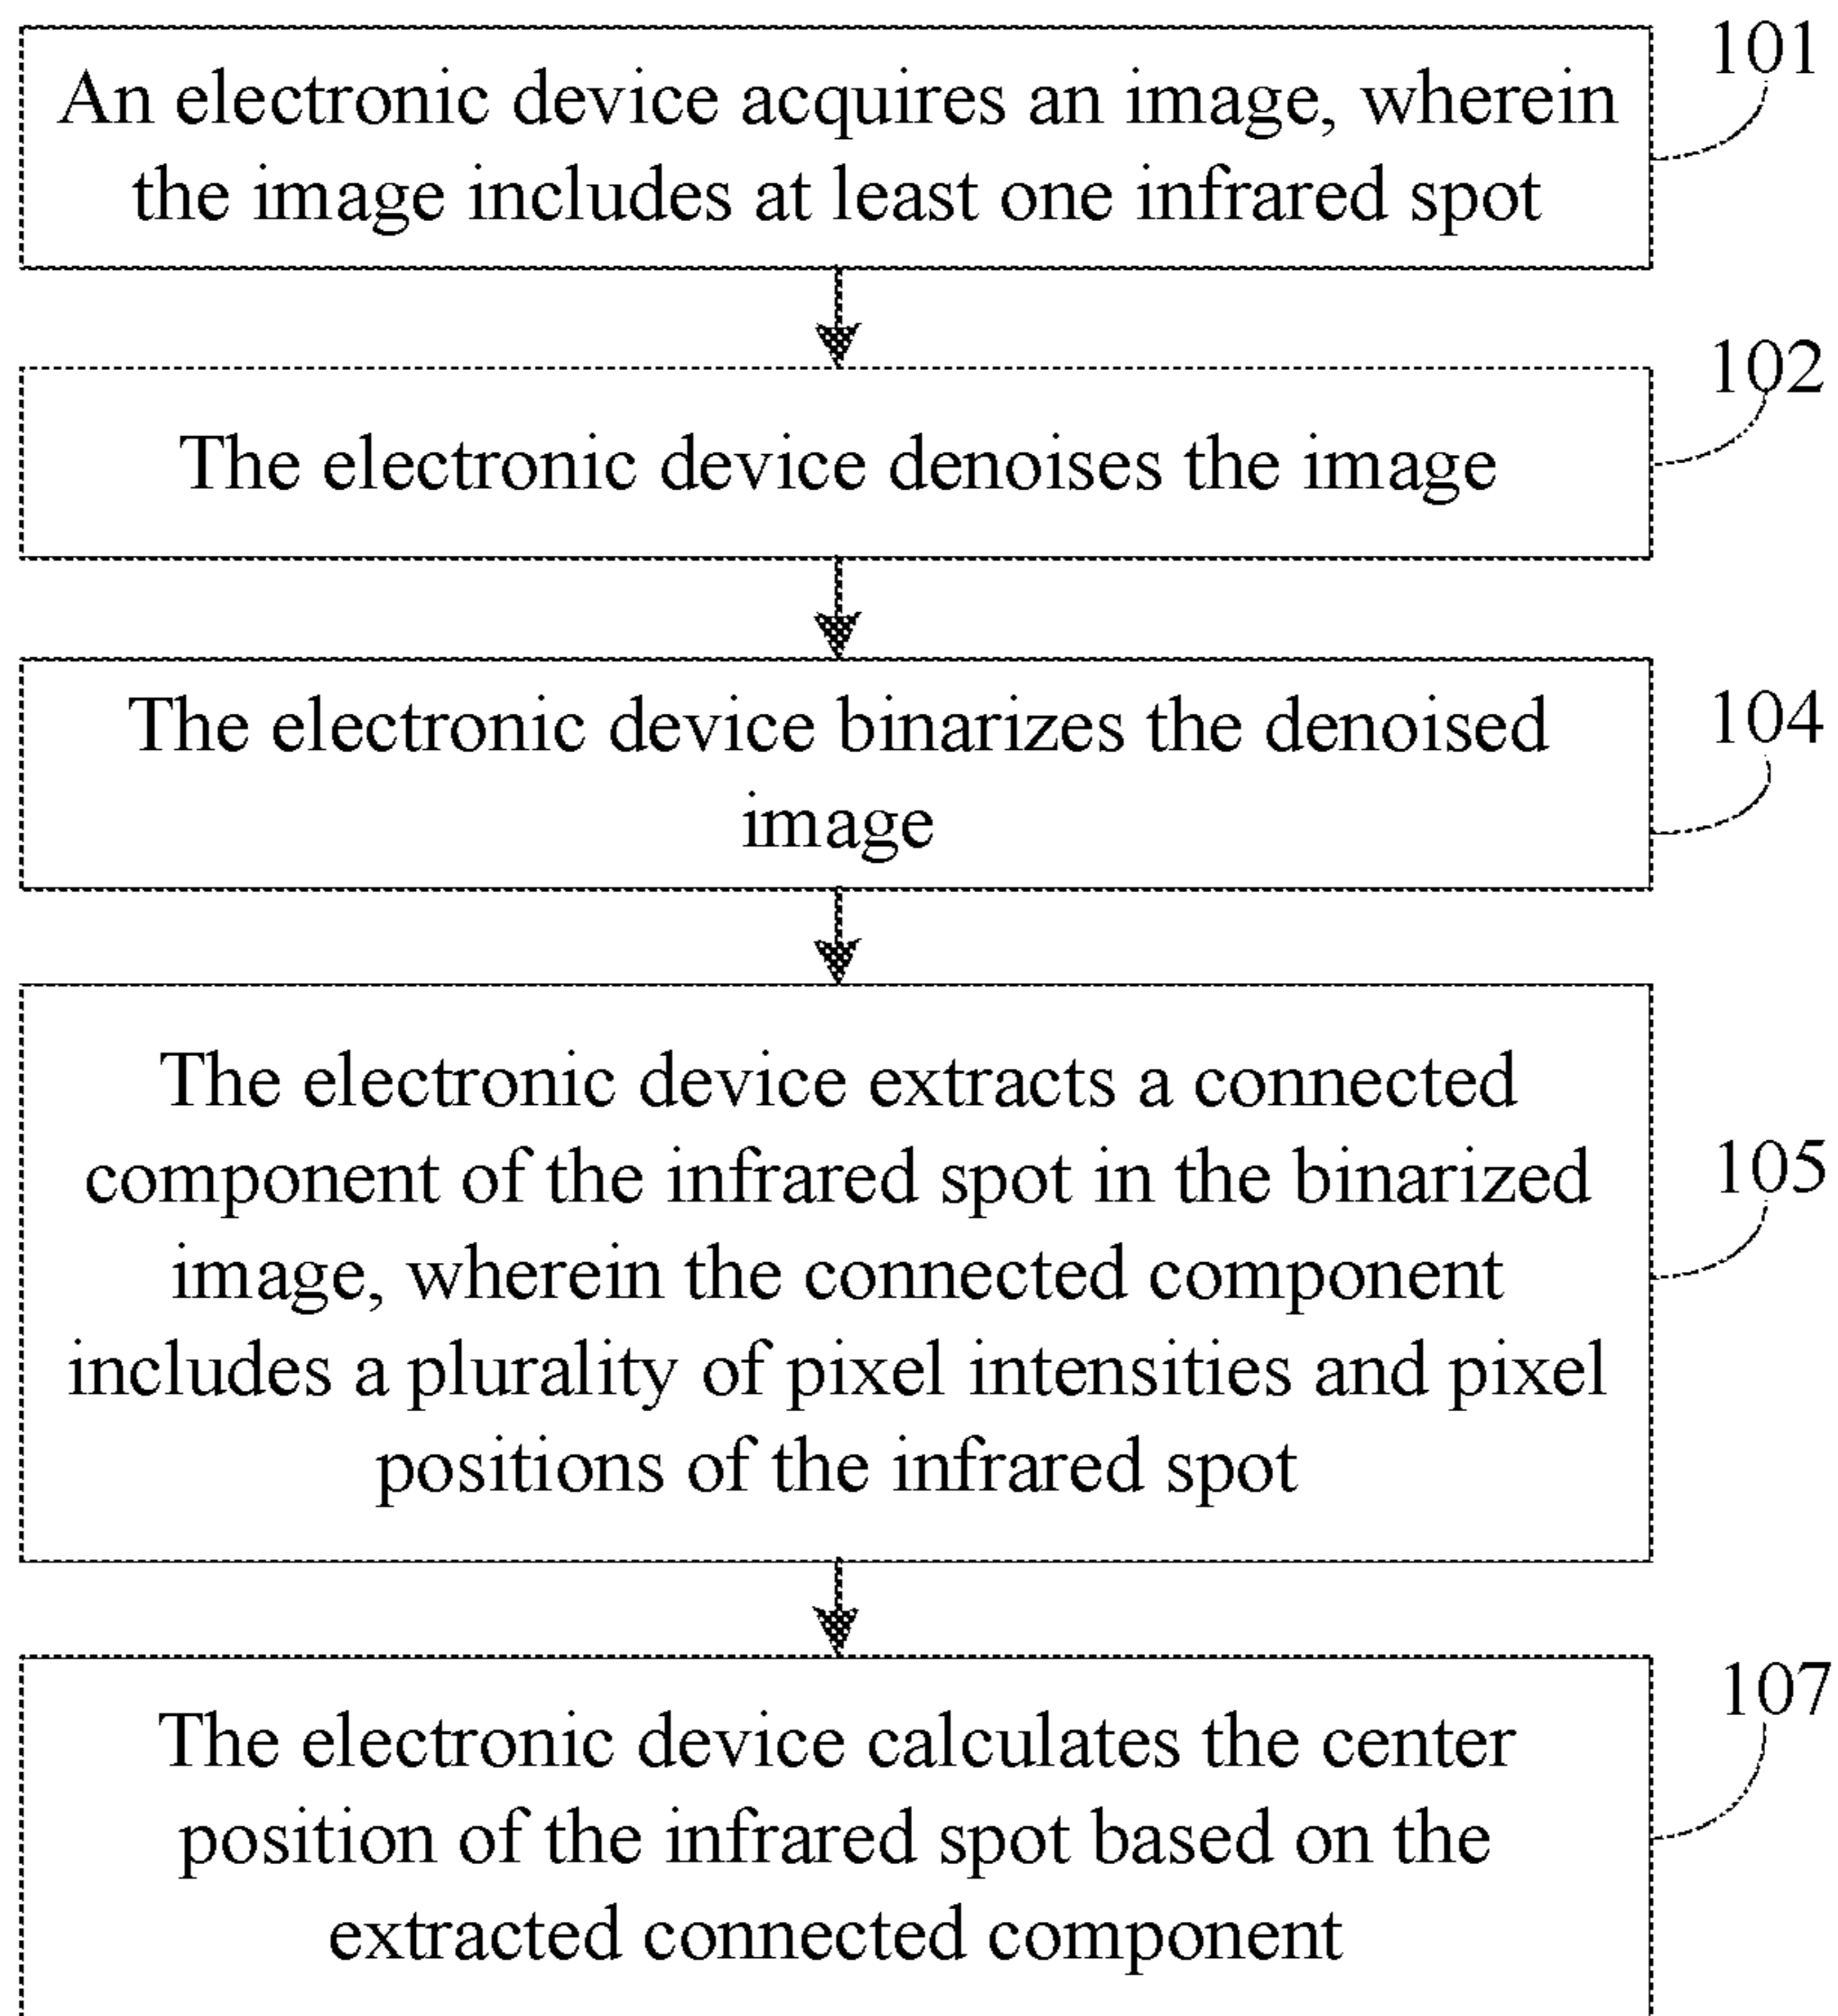 101
An electronic device acquires an image, wherein
the image includes at least one infrared spot
102
The electronic device denoises the image
104
The electronic device binarizes the denoised
image
The electronic device extracts a connected
component of the infrared spot in the binarized
105
image, wherein the connected component
includes a plurality of pixel intensities and pixel
positions of the infrared spot
107
The electronic device calculates the center
position of the infrared spot based on the
extracted connected component